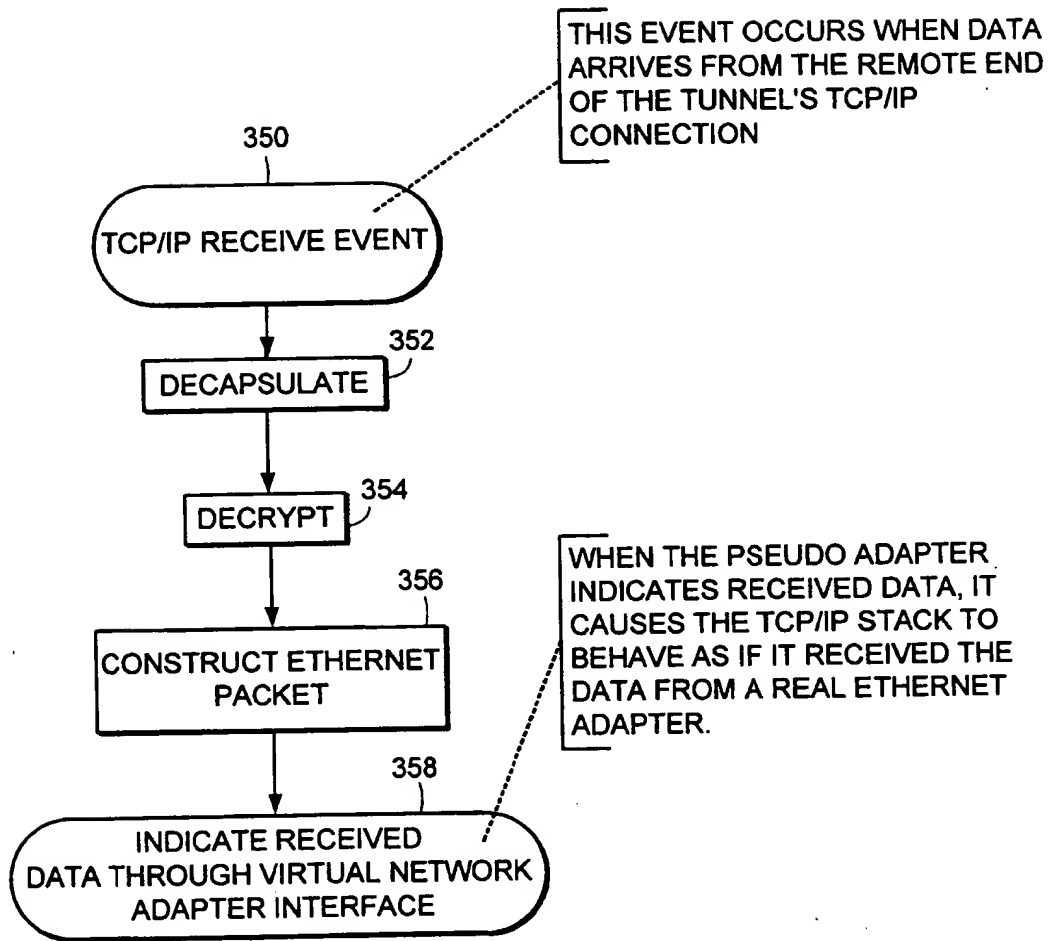 THIS EVENT OCCURS WHEN DATA
ARRIVES FROM THE REMOTE END
OF THE TUNNEL'S TCP/IP
CONNECTION
350
TCP/IP RECEIVE EVENT
352
DECAPSULATE
354
DECRYPT
356
CONSTRUCT ETHERNET
PACKET
WHEN THE PSEUDO ADAPTER
INDICATES RECEIVED DATA, IT
CAUSES THE TCP/IP STACK TO
BEHAVE AS IF IT RECEIVED THE
DATA FROM A REAL ETHERNET
ADAPTER.
358
INDICATE RECEIVED
DATA THROUGH VIRTUAL NETWORK
ADAPTER INTERFACE